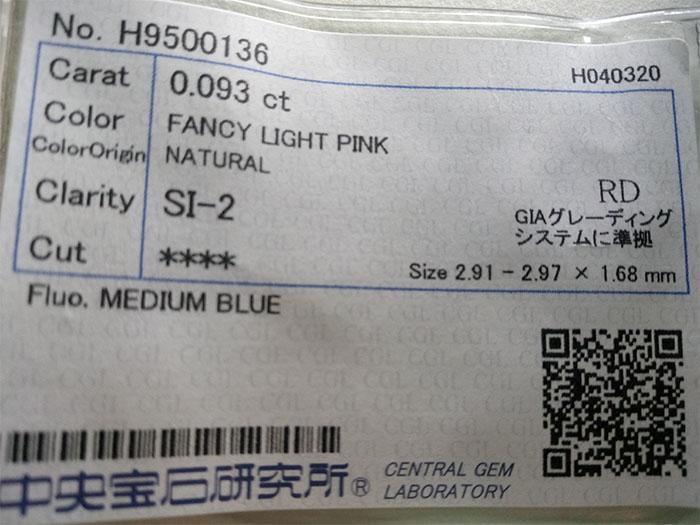 No. H9500136
H040320
Carat 0.093 ct
Color FANCY LIGHT PINK
ColorOrigin NATURAL
Clarity SI-2
RD
GIAグレーディング
システムに準拠
Cut ****
Size 2.91 - 2.97 × 1.68 mm
Fluo. MEDIUM BLUE
中央宝石研究所® CENTRAL GEM
LABORATORY